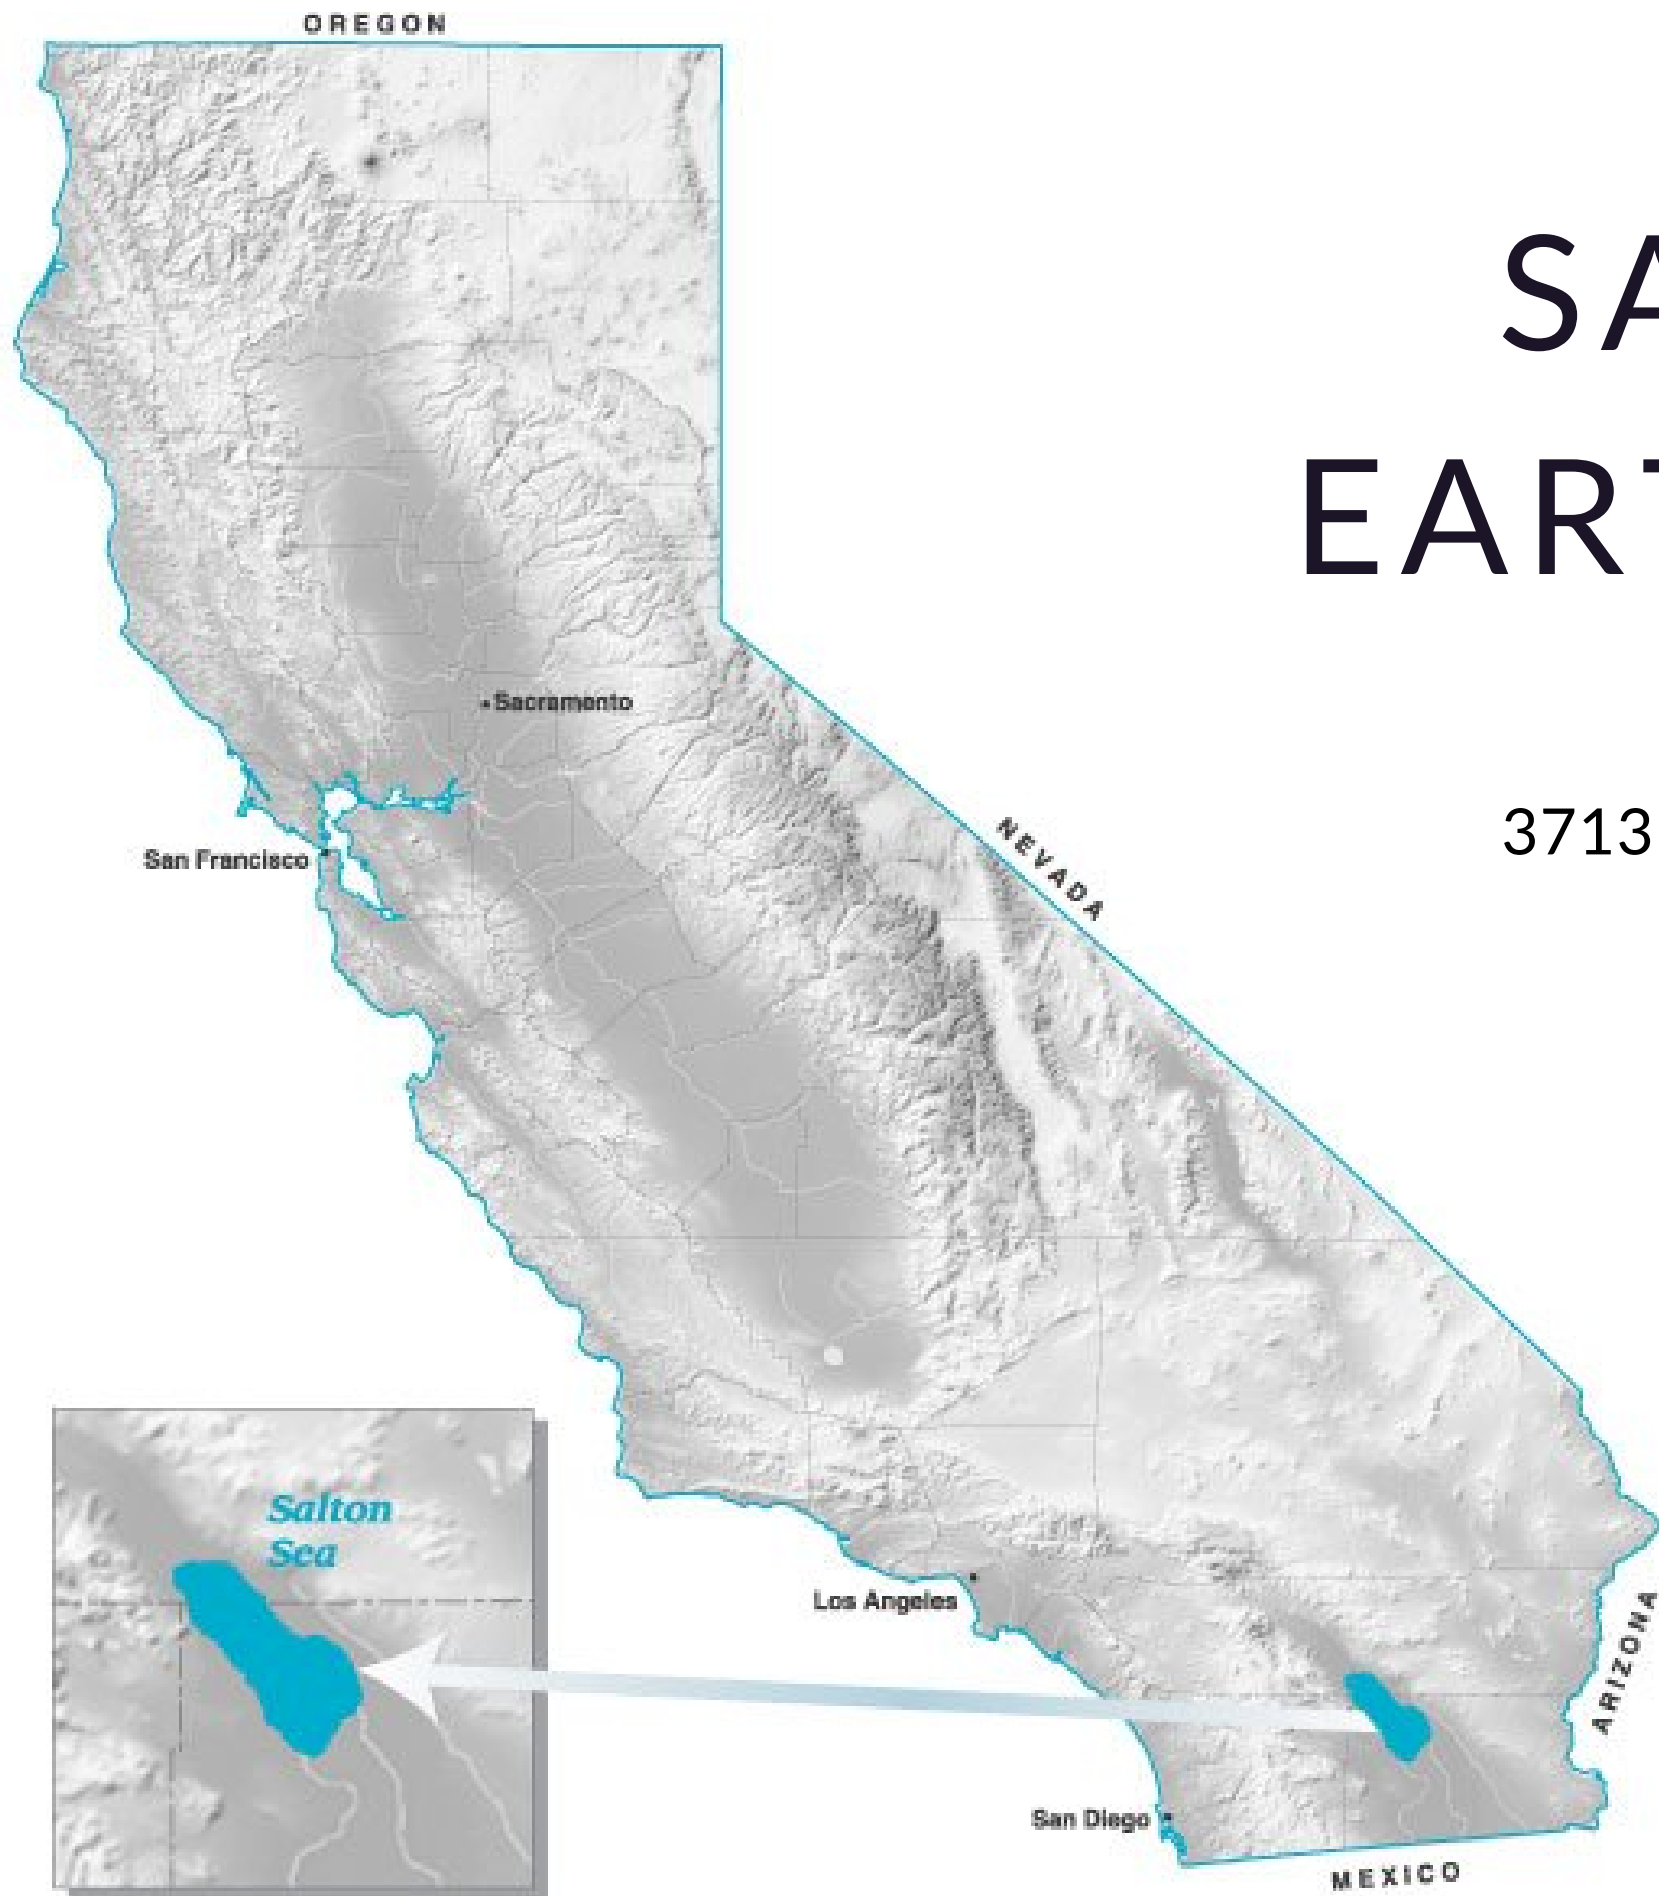 OREGON
SA
EART
Sacramento
3713
NEVADA
San Francisco
Salton
Sea
Los Angeles
ARIZONA
San Diego
MEXICO